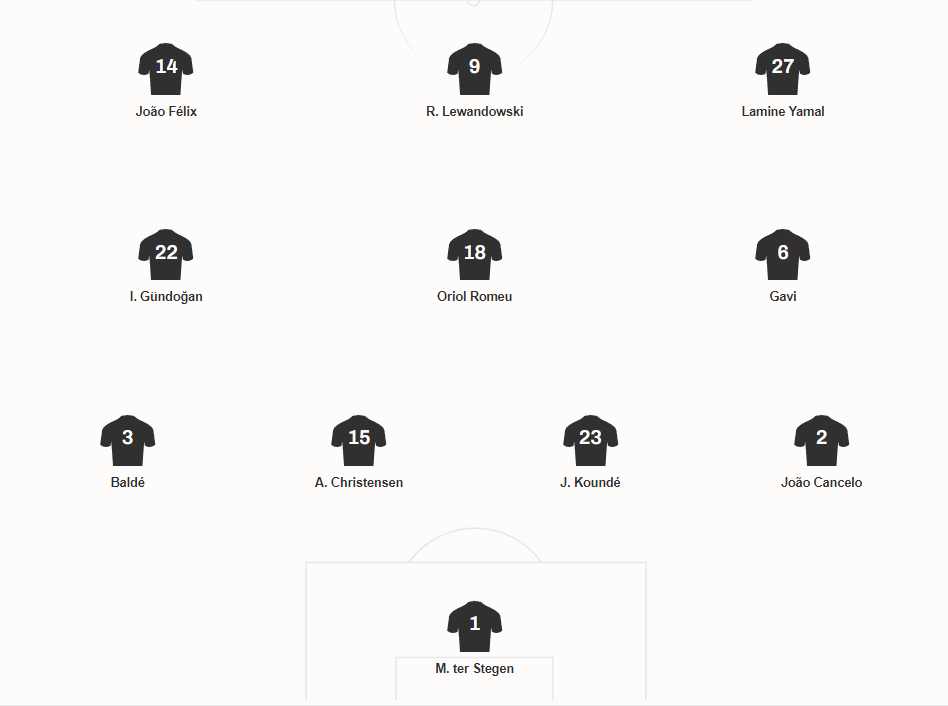 14 9 27
João Félix R. Lewandowski Lamine Yamal
22 18 6
I. Gündoğan Oriol Romeu Gavi
3 15 23 2
Baldé A. Christensen J. Koundé João Cancelo
1
M. ter Stegen